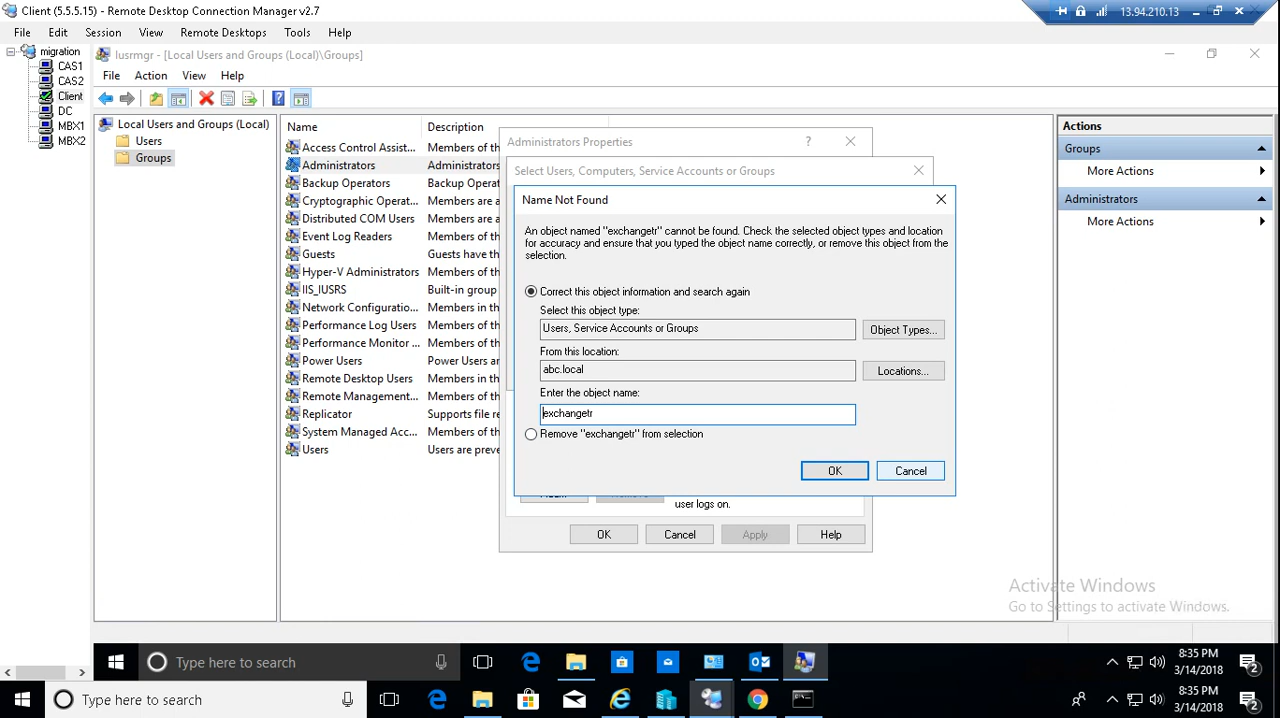 Client (5.5.5.15) - Remote Desktop Connection Manager v2.7
13.94.210.13
File Edit Session View Remote Desktops Tools Help
migration
CAS1
CAS2
Client
DC
MBX1
MBX2
lusrmgr - [Local Users and Groups (Local)\Groups]
File Action View Help
Local Users and Groups (Local)
Users
Groups
Name Description
Access Control Assist... Members of th
Administrators Administrators
Backup Operators Backup Operat
Cryptographic Operat... Members are a
Distributed COM Users Members are a
Event Log Readers Members of th
Guests Guests have th
Hyper-V Administrators Members of th
IIS_IUSRS Built-in group
Network Configuratio... Members in th
Performance Log Users Members of th
Performance Monitor ... Members of th
Power Users Power Users an
Remote Desktop Users Members in th
Remote Management... Members of th
Replicator Supports file re
System Managed Acc... Members of th
Users Users are preve
Administrators Properties
?
Select Users, Computers, Service Accounts or Groups
Name Not Found
An object named "exchangetr" cannot be found. Check the selected object types and location
for accuracy and ensure that you typed the object name correctly, or remove this object from the
selection.
Correct this object information and search again
Select this object type:
Users, Service Accounts or Groups Object Types...
From this location:
abc.local Locations...
Enter the object name:
exchangetr
Remove "exchangetr" from selection
OK Cancel
user logs on.
OK Cancel Apply Help
Actions
Groups
More Actions
Administrators
More Actions
Activate Windows
Go to Settings to activate Windows.
Type here to search
8:35 PM
3/14/2018
2
Type here to search
8:35 PM
3/14/2018
2